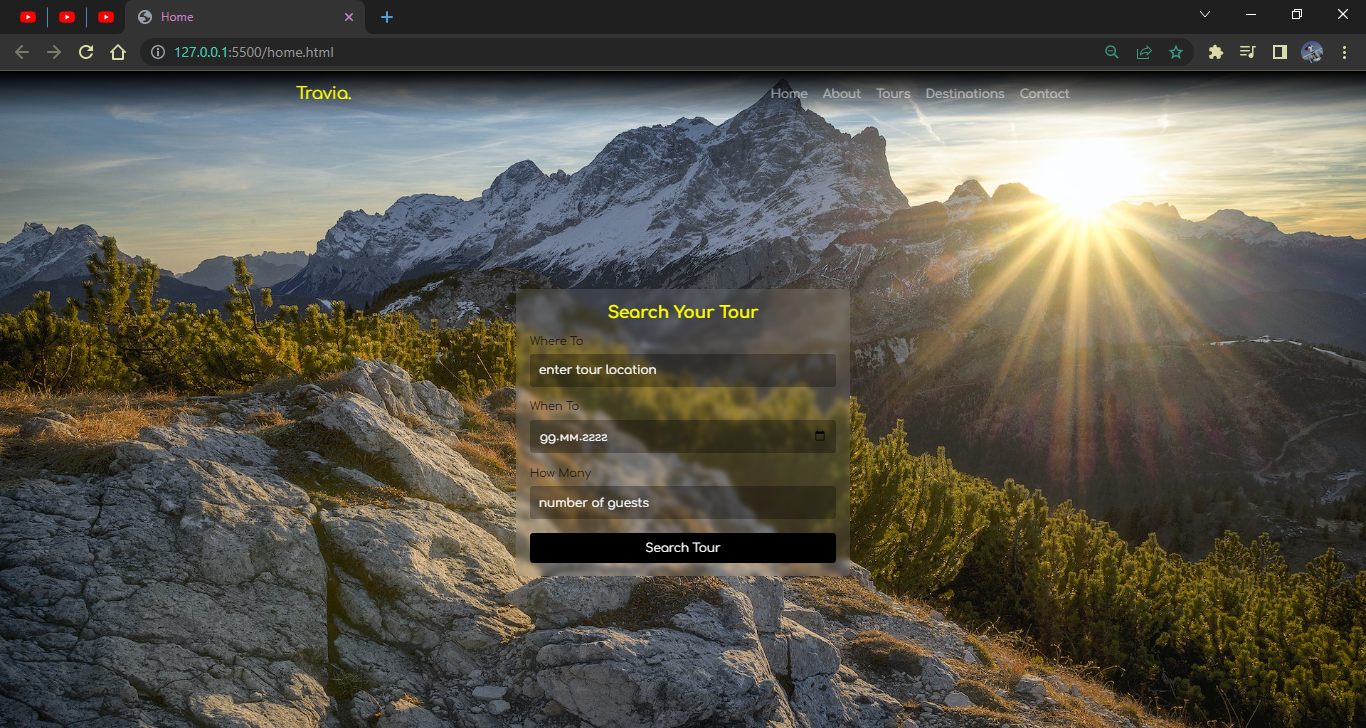 Home
127.0.0.1:5500/home.html
Travia.
Home About Tours Destinations Contact
Search Your Tour
Where To
enter tour location
When To
gg.мм.гггг
How Many
number of guests
Search Tour